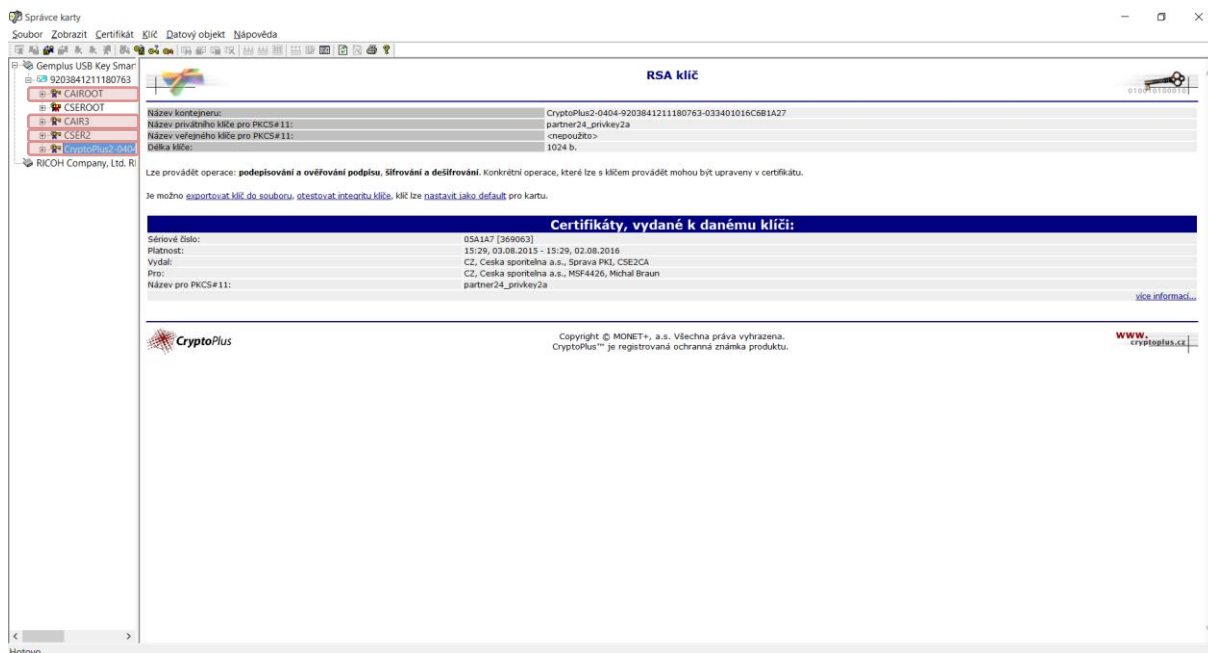 Správce karty
Soubor Zobrazit Certifikát Klíč Datový objekt Nápověda
Gemplus USB Key Smar
9203841211180763
CAIROOT
CSEROOT
CAIR3
CSER2
CryptoPlus2-0404
RICOH Company, Ltd. RI
RSA klíč
010010100010
Název kontejneru: CryptoPlus2-0404-9203841211180763-033401016C6B1A27
Název privátního klíče pro PKCS#11: partner24_privkey2a
Název veřejného klíče pro PKCS#11: <nepoužito>
Délka klíče: 1024 b.
Lze provádět operace: podepisování a ověřování podpisu, šifrování a dešifrování. Konkrétní operace, které lze s klíčem provádět mohou být upraveny v certifikátu.
Je možno exportovat klíč do souboru, otestovat integritu klíče, klíč lze nastavit jako default pro kartu.
Certifikáty, vydané k danému klíči:
Sériové číslo: 05A1A7 [369063]
Platnost: 15:29, 03.08.2015 - 15:29, 02.08.2016
Vydal: CZ, Ceska sporitelna a.s., Sprava PKI, CSE2CA
Pro: CZ, Ceska sporitelna a.s., MSF4426, Michal Braun
Název pro PKCS#11: partner24_privkey2a
více informací...
CryptoPlus
Copyright © MONET+, a.s. Všechna práva vyhrazena.
CryptoPlus™ je registrovaná ochranná známka produktu.
www.
cryptoplus.cz
Hotovo